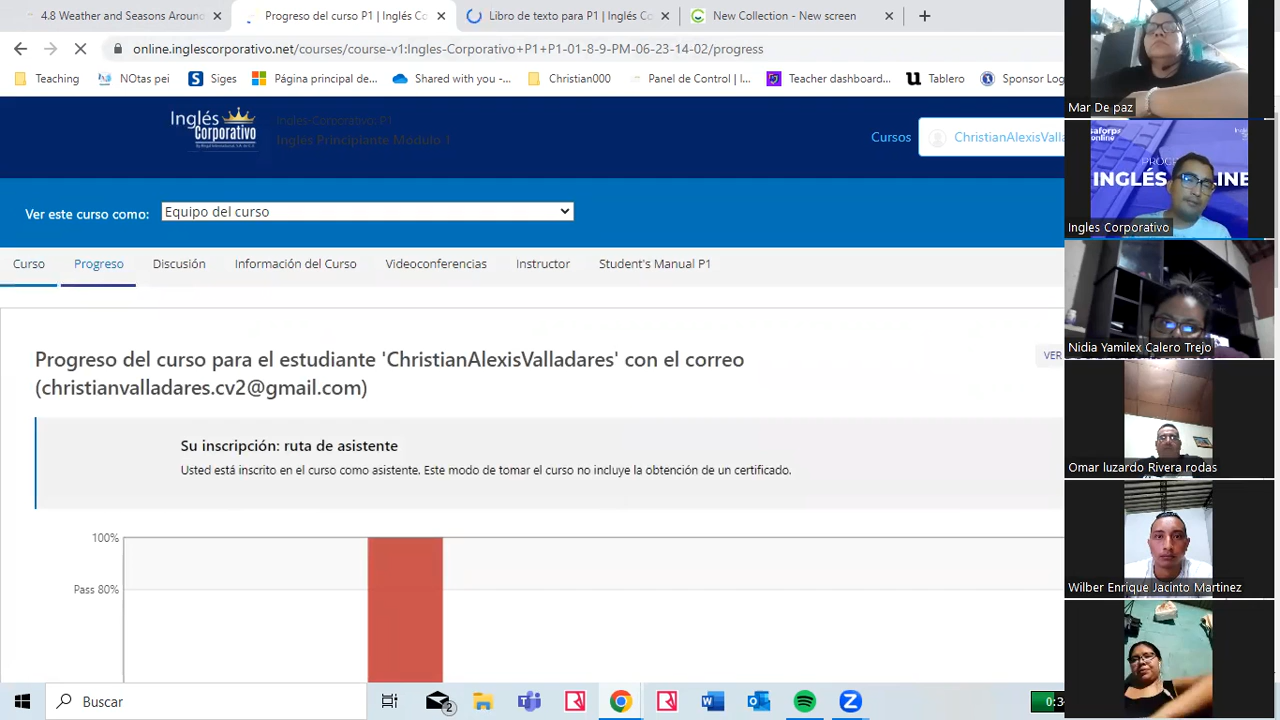 4.8 Weather and Seasons Around
Progreso del curso P1 | Inglés C
Libro de texto para P1 | Inglés C
New Collection - New screen
online.inglescorporativo.net/courses/course-v1:Ingles-Corporativo+P1+P1-01-8-9-PM-06-23-14-02/progress
Teaching
NOtas pei
Siges
Página principal de...
Shared with you -...
Christian000
Panel de Control | I...
Teacher dashboard...
Tablero
Sponsor Log
Inglés
Corporativo
Ingles-Corporativo: P1
Inglés Principiante Módulo 1
Cursos
ChristianAlexisValla
Ver este curso como:
Equipo del curso
Curso
Progreso
Discusión
Información del Curso
Videoconferencias
Instructor
Student's Manual P1
Progreso del curso para el estudiante 'ChristianAlexisValladares' con el correo
(christianvalladares.cv2@gmail.com)
VER
Su inscripción: ruta de asistente
Usted está inscrito en el curso como asistente. Este modo de tomar el curso no incluye la obtención de un certificado.
100%
Pass 80%
Buscar
2
Mar De paz
INGLÉS
Ingles Corporativo
Nidia Yamilex Calero Trejo
Omar luzardo Rivera rodas
Wilber Enrique Jacinto Martinez